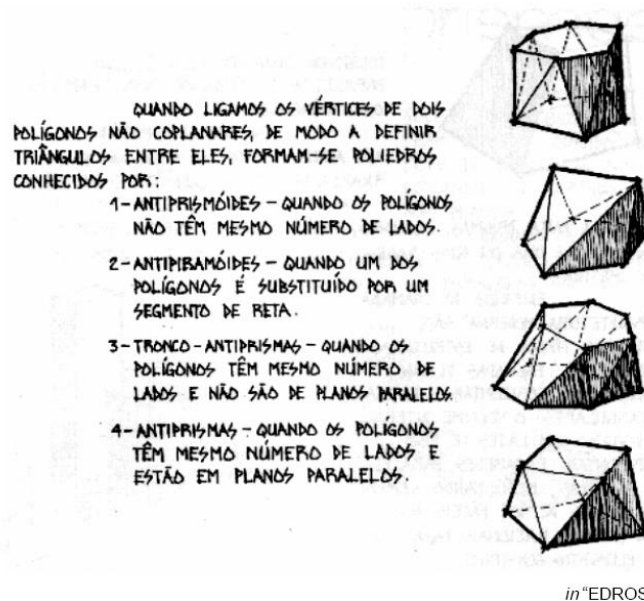 QUANDO LIGAMOS OS VÉRTICES DE DOIS
POLÍGONOS NÃO COPLANARES, DE MODO A DEFINIR
TRIÂNGULOS ENTRE ELES, FORMAM-SE POLIEDROS
CONHECIDOS POR:
1-ANTIPRISMÓIDES - QUANDO OS POLÍGONOS
NÃO TÊM MESMO NÚMERO DE LADOS.
2-ANTIPIRAMÓIDES - QUANDO UM DOS
POLÍGONOS É SUBSTITUÍDO POR UM
SEGMENTO DE RETA.
3-TRONCO-ANTIPRISMAS - QUANDO OS
POLÍGONOS TÊM MESMO NÚMERO DE
LADOS E NÃO SÃO DE PLANOS PARALELOS.
4-ANTIPRISMAS - QUANDO OS POLÍGONOS
TÊM MESMO NÚMERO DE LADOS E
ESTÃO EM PLANOS PARALELOS.
in "EDROS